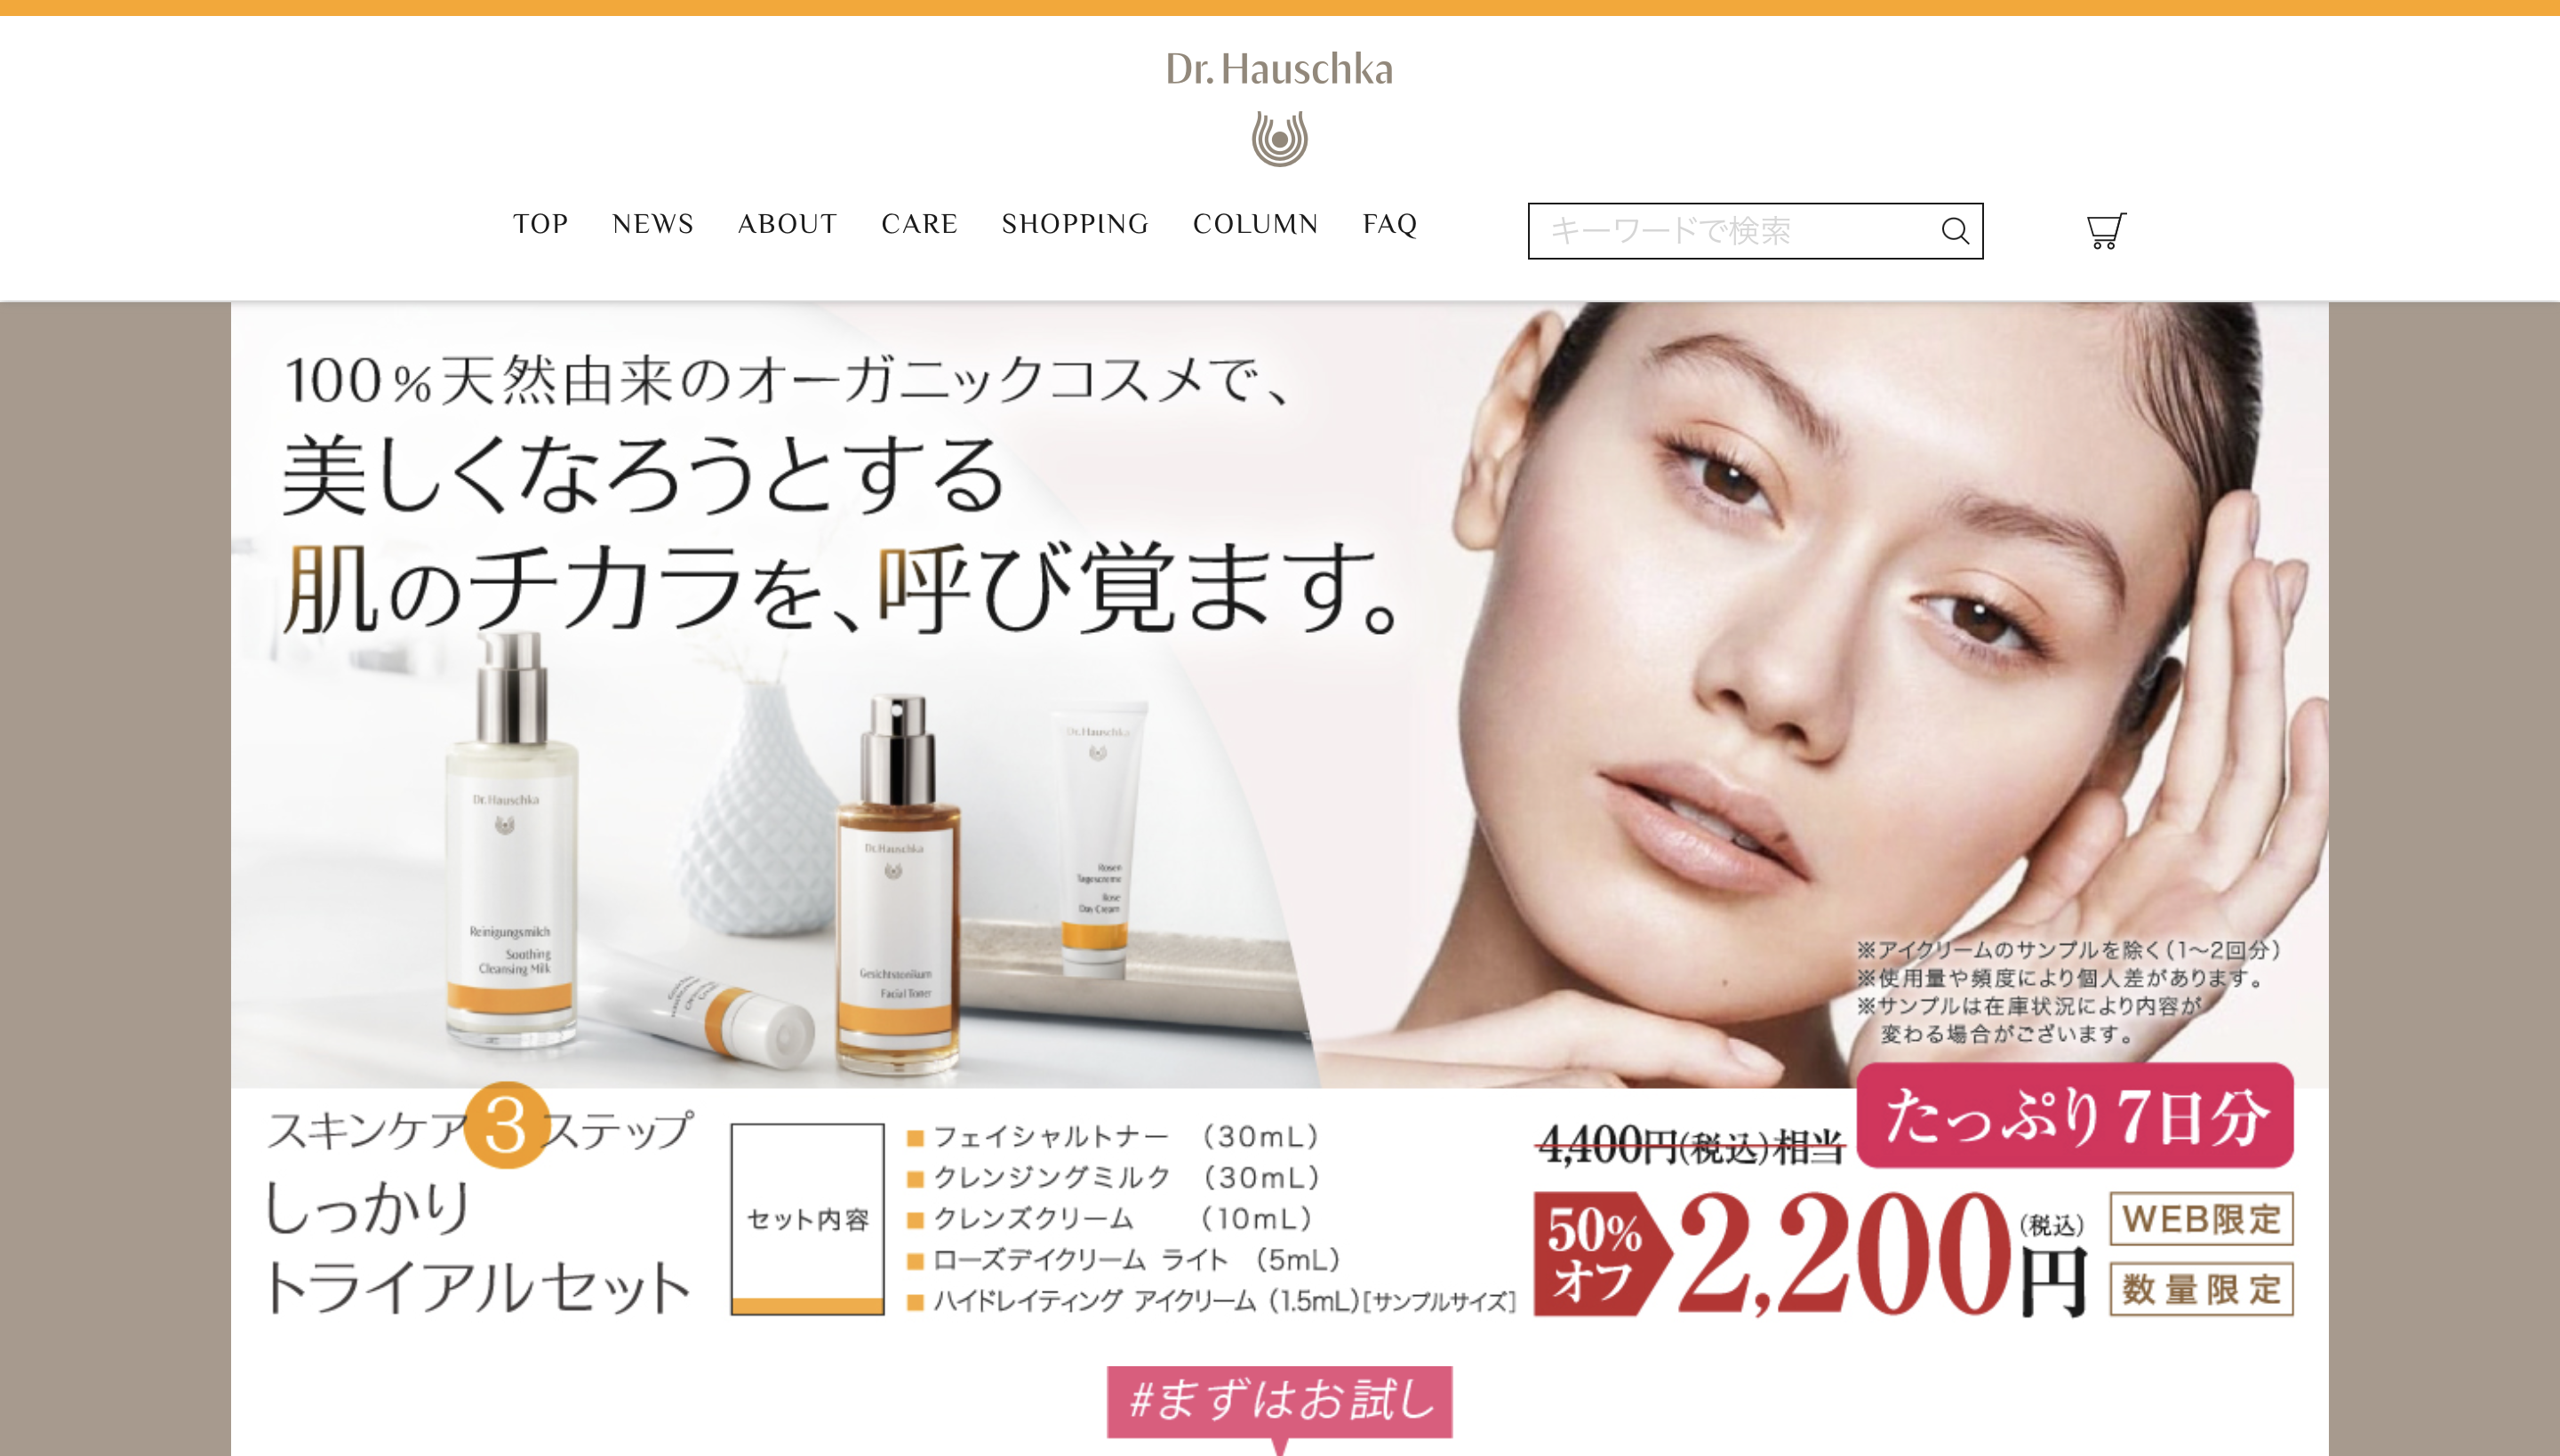 Dr. Hauschka
TOP NEWS ABOUT CARE SHOPPING COLUMN FAQ
キーワードで検索
100%天然由来のオーガニックコスメで、
美しくなろうとする
肌のチカラを、呼び覚ます。
Dr. Hauschka
Reinigungsmilch
Soothing
Cleansing Milk
Dr. Hauschka
Gesichtstonikum
Facial Toner
Dr. Hauschka
Rosen
Tagescreme
Rose
Day Cream
※アイクリームのサンプルを除く(1〜2回分)
※使用量や頻度により個人差があります。
※サンプルは在庫状況により内容が
変わる場合がございます。
たっぷり7日分
スキンケア3ステップ
しっかり
トライアルセット
セット内容
■ フェイシャルトナー (30mL)
■ クレンジングミルク (30mL)
■ クレンズクリーム (10mL)
■ ローズデイクリーム ライト (5mL)
■ ハイドレイティング アイクリーム (1.5mL)[サンプルサイズ]
4,400円(税込)相当
50%
オフ
2,200円(税込)
WEB限定
数量限定
#まずはお試し